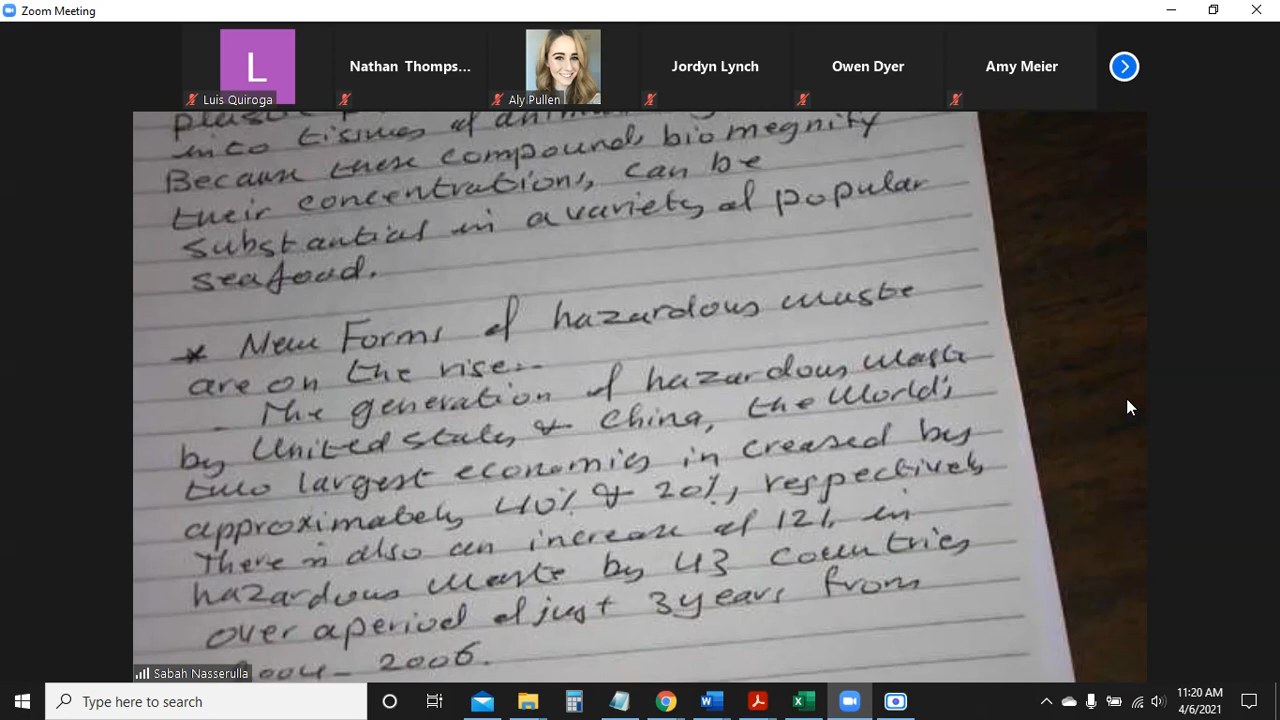 Zoom Meeting
L
Nathan Thomps...
Jordyn Lynch
Owen Dyer
Amy Meier
Luis Quiroga
Aly Pullen
into tissues of
Because these compounds biomegnify
their concentrations, can be
substantial in a variety of popular
seafood.
* New Forms of hazardous waste
are on the rise..
The generation of hazardous waste
by United States & China, the World's
two largest economies in creased by
approximately 40% & 20%, respectively
There is also an increase of 12% in
hazardous waste by 43 countries
over a period of just 3 years from
2004 - 2006.
Sabah Nasserulla
Type here to search
11:20 AM
4/6/2021